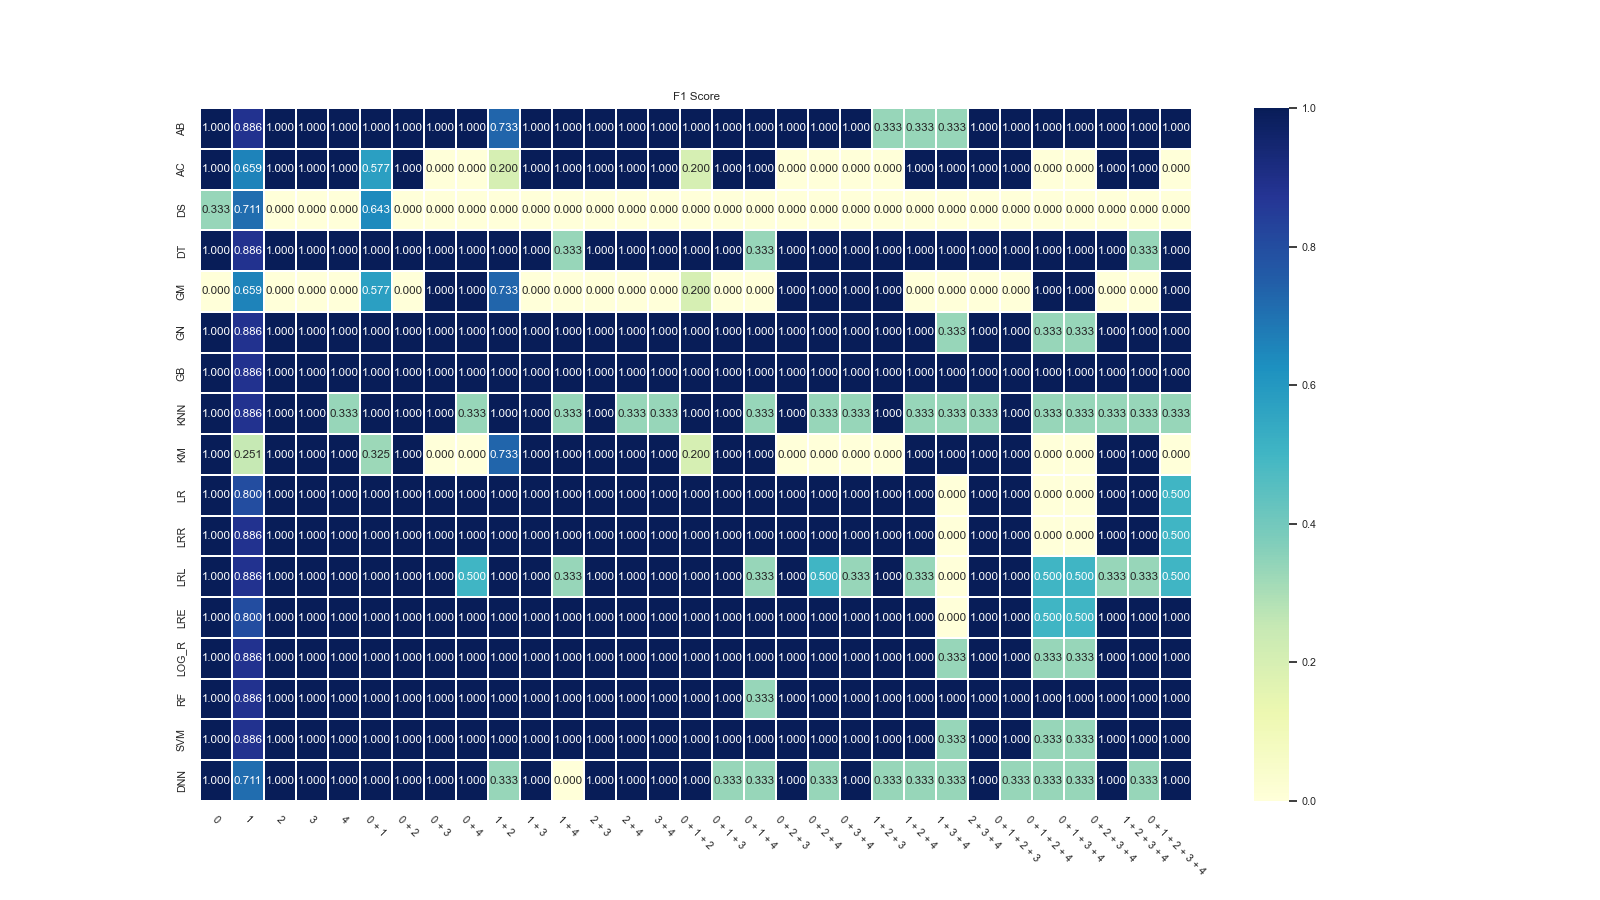 F1 Score
AB 1.000 0.886 1.000 1.000 1.000 1.000 1.000 1.000 1.000 0.733 1.000 1.000 1.000 1.000 1.000 1.000 1.000 1.000 1.000 1.000 1.000 0.333 0.333 0.333 1.000 1.000 1.000 1.000 1.000 1.000 1.000 1.0
AC 1.000 0.659 1.000 1.000 1.000 0.577 1.000 0.000 0.000 0.200 1.000 1.000 1.000 1.000 1.000 0.200 1.000 1.000 0.000 0.000 0.000 0.000 1.000 1.000 1.000 1.000 0.000 0.000 1.000 1.000 0.000
DS 0.333 0.711 0.000 0.000 0.000 0.643 0.000 0.000 0.000 0.000 0.000 0.000 0.000 0.000 0.000 0.000 0.000 0.000 0.000 0.000 0.000 0.000 0.000 0.000 0.000 0.000 0.000 0.000 0.000 0.000 0.000
DT 1.000 0.886 1.000 1.000 1.000 1.000 1.000 1.000 1.000 1.000 1.000 0.333 1.000 1.000 1.000 1.000 1.000 0.333 1.000 1.000 1.000 1.000 1.000 1.000 1.000 1.000 1.000 1.000 1.000 0.333 1.000 0.8
GM 0.000 0.659 0.000 0.000 0.000 0.577 0.000 1.000 1.000 0.733 0.000 0.000 0.000 0.000 0.000 0.200 0.000 0.000 1.000 1.000 1.000 1.000 0.000 0.000 0.000 0.000 1.000 1.000 0.000 0.000 1.000
GN 1.000 0.886 1.000 1.000 1.000 1.000 1.000 1.000 1.000 1.000 1.000 1.000 1.000 1.000 1.000 1.000 1.000 1.000 1.000 1.000 1.000 1.000 1.000 0.333 1.000 1.000 0.333 0.333 1.000 1.000 1.000
GB 1.000 0.886 1.000 1.000 1.000 1.000 1.000 1.000 1.000 1.000 1.000 1.000 1.000 1.000 1.000 1.000 1.000 1.000 1.000 1.000 1.000 1.000 1.000 1.000 1.000 1.000 1.000 1.000 1.000 1.000 1.000 0.6
KNN 1.000 0.886 1.000 1.000 0.333 1.000 1.000 1.000 0.333 1.000 1.000 0.333 1.000 0.333 0.333 1.000 1.000 0.333 1.000 0.333 0.333 1.000 0.333 0.333 0.333 1.000 0.333 0.333 0.333 0.333 0.333
KM 1.000 0.251 1.000 1.000 1.000 0.325 1.000 0.000 0.000 0.733 1.000 1.000 1.000 1.000 1.000 0.200 1.000 1.000 0.000 0.000 0.000 0.000 1.000 1.000 1.000 1.000 0.000 0.000 1.000 1.000 0.000
LR 1.000 0.800 1.000 1.000 1.000 1.000 1.000 1.000 1.000 1.000 1.000 1.000 1.000 1.000 1.000 1.000 1.000 1.000 1.000 1.000 1.000 1.000 1.000 0.000 1.000 1.000 0.000 0.000 1.000 1.000 0.500
LRR 1.000 0.886 1.000 1.000 1.000 1.000 1.000 1.000 1.000 1.000 1.000 1.000 1.000 1.000 1.000 1.000 1.000 1.000 1.000 1.000 1.000 1.000 1.000 0.000 1.000 1.000 0.000 0.000 1.000 1.000 0.500 0.4
LRL 1.000 0.886 1.000 1.000 1.000 1.000 1.000 1.000 0.500 1.000 1.000 0.333 1.000 1.000 1.000 1.000 1.000 0.333 1.000 0.500 0.333 1.000 0.333 0.000 1.000 1.000 0.500 0.500 0.333 0.333 0.500
LRE 1.000 0.800 1.000 1.000 1.000 1.000 1.000 1.000 1.000 1.000 1.000 1.000 1.000 1.000 1.000 1.000 1.000 1.000 1.000 1.000 1.000 1.000 1.000 0.000 1.000 1.000 0.500 0.500 1.000 1.000 1.000
LOG_R 1.000 0.886 1.000 1.000 1.000 1.000 1.000 1.000 1.000 1.000 1.000 1.000 1.000 1.000 1.000 1.000 1.000 1.000 1.000 1.000 1.000 1.000 1.000 0.333 1.000 1.000 0.333 0.333 1.000 1.000 1.000 0.2
RF 1.000 0.886 1.000 1.000 1.000 1.000 1.000 1.000 1.000 1.000 1.000 1.000 1.000 1.000 1.000 1.000 1.000 0.333 1.000 1.000 1.000 1.000 1.000 1.000 1.000 1.000 1.000 1.000 1.000 1.000 1.000
SVM 1.000 0.886 1.000 1.000 1.000 1.000 1.000 1.000 1.000 1.000 1.000 1.000 1.000 1.000 1.000 1.000 1.000 1.000 1.000 1.000 1.000 1.000 1.000 0.333 1.000 1.000 0.333 0.333 1.000 1.000 1.000
DNN 1.000 0.711 1.000 1.000 1.000 1.000 1.000 1.000 1.000 0.333 1.000 0.000 1.000 1.000 1.000 1.000 0.333 0.333 1.000 0.333 1.000 0.333 0.333 0.333 1.000 0.333 0.333 0.333 1.000 0.333 1.000 0.0
0 1 2 3 4 0 + 1 0 + 2 0 + 3 0 + 4 1 + 2 1 + 3 1 + 4 2 + 3 2 + 4 3 + 4 0 + 1 + 2 0 + 1 + 3 0 + 1 + 4 0 + 2 + 3 0 + 2 + 4 0 + 3 + 4 1 + 2 + 3 1 + 2 + 4 1 + 3 + 4 2 + 3 + 4 0 + 1 + 2 + 3 0 + 1 + 2 + 4 0 + 1 + 3 + 4 0 + 2 + 3 + 4 1 + 2 + 3 + 4 0 + 1 + 2 + 3 + 4